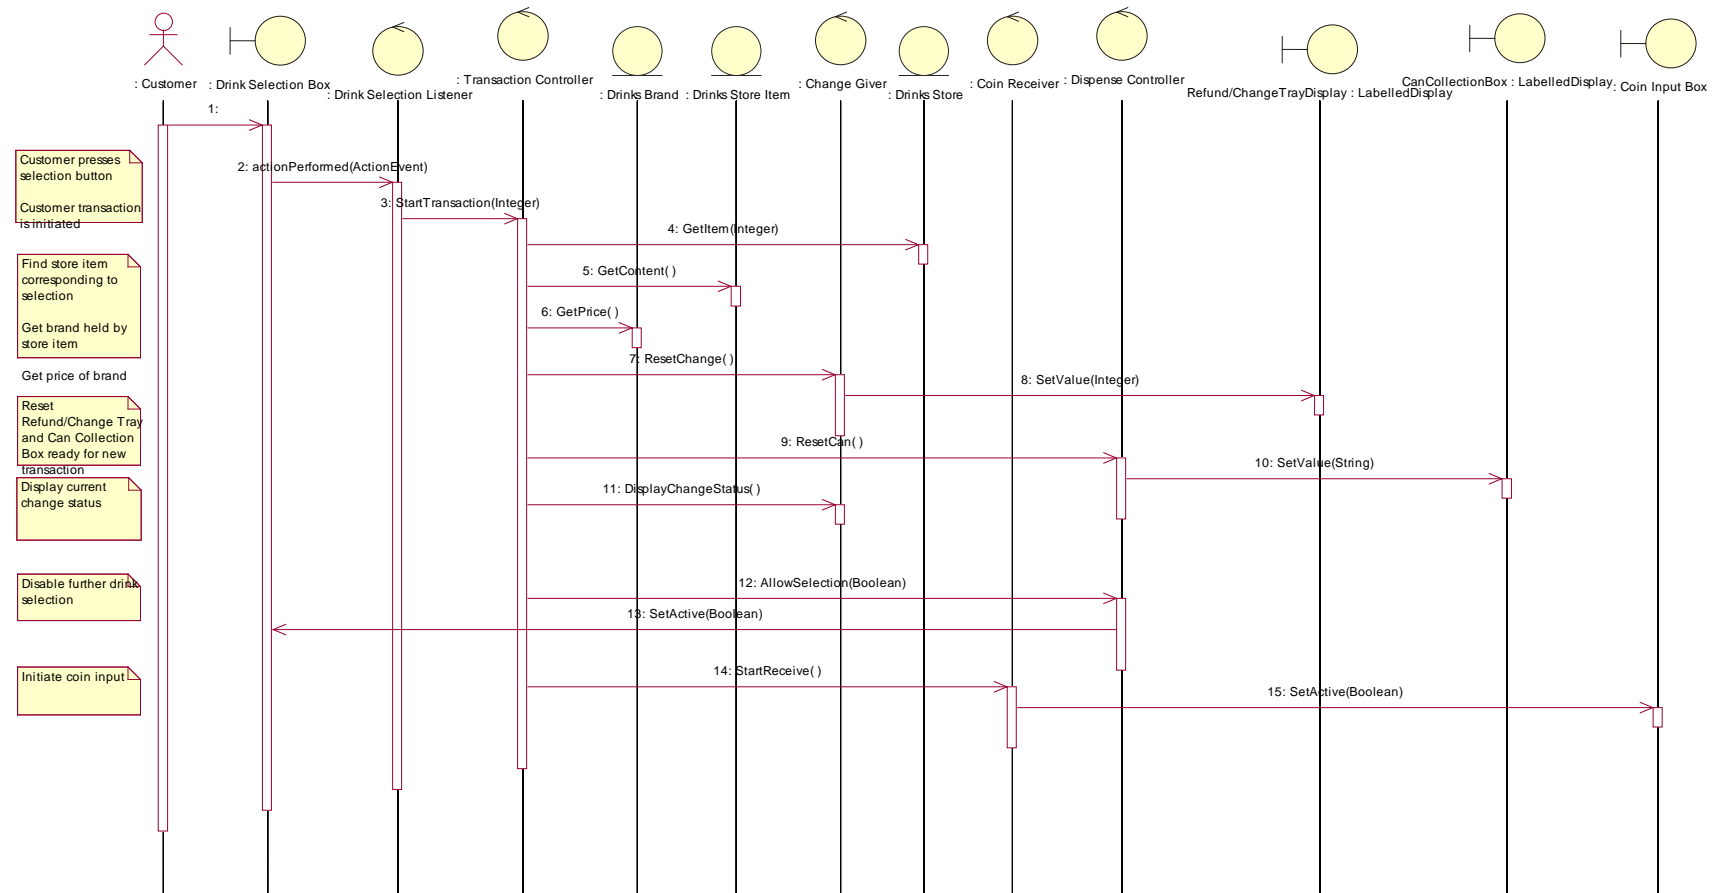 : Customer
: Drink Selection Box
: Drink Selection Listener
: Transaction Controller
: Drinks Brand
: Drinks Store Item
: Change Giver
: Drinks Store
: Coin Receiver
: Dispense Controller
Refund/ChangeTrayDisplay : LabelledDisplay
CanCollectionBox : LabelledDisplay
: Coin Input Box
1:
Customer presses
selection button
Customer transaction
is initiated
2: actionPerformed(ActionEvent)
3: StartTransaction(Integer)
4: GetItem(Integer)
Find store item
corresponding to
selection
Get brand held by
store item
Get price of brand
5: GetContent( )
6: GetPrice( )
7: ResetChange( )
8: SetValue(Integer)
Reset
Refund/Change Tray
and Can Collection
Box ready for new
transaction
9: ResetCan( )
10: SetValue(String)
Display current
change status
11: DisplayChangeStatus( )
Disable further drink
selection
12: AllowSelection(Boolean)
13: SetActive(Boolean)
Initiate coin input
14: StartReceive( )
15: SetActive(Boolean)